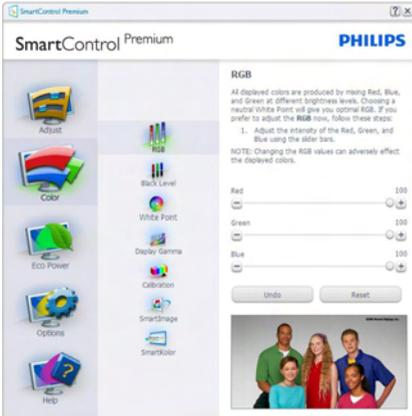 SmartControl Premium
SmartControl Premium
PHILIPS
Adjust
Color
Eco Power
Options
Help
RGB
Black Level
White Point
Display Gamma
Calibration
SmartImage
SmartKolor
RGB
All displayed colors are produced by mixing Red, Blue,
and Green at different brightness levels. Choosing a
neutral White Point will give you optimal RGB. If you
prefer to adjust the RGB now, follow these steps:
1. Adjust the intensity of the Red, Green, and
Blue using the slider bars.
NOTE: Changing the RGB values can adversely effect
the displayed colors.
Red 100
Green 100
Blue 100
Undo Reset